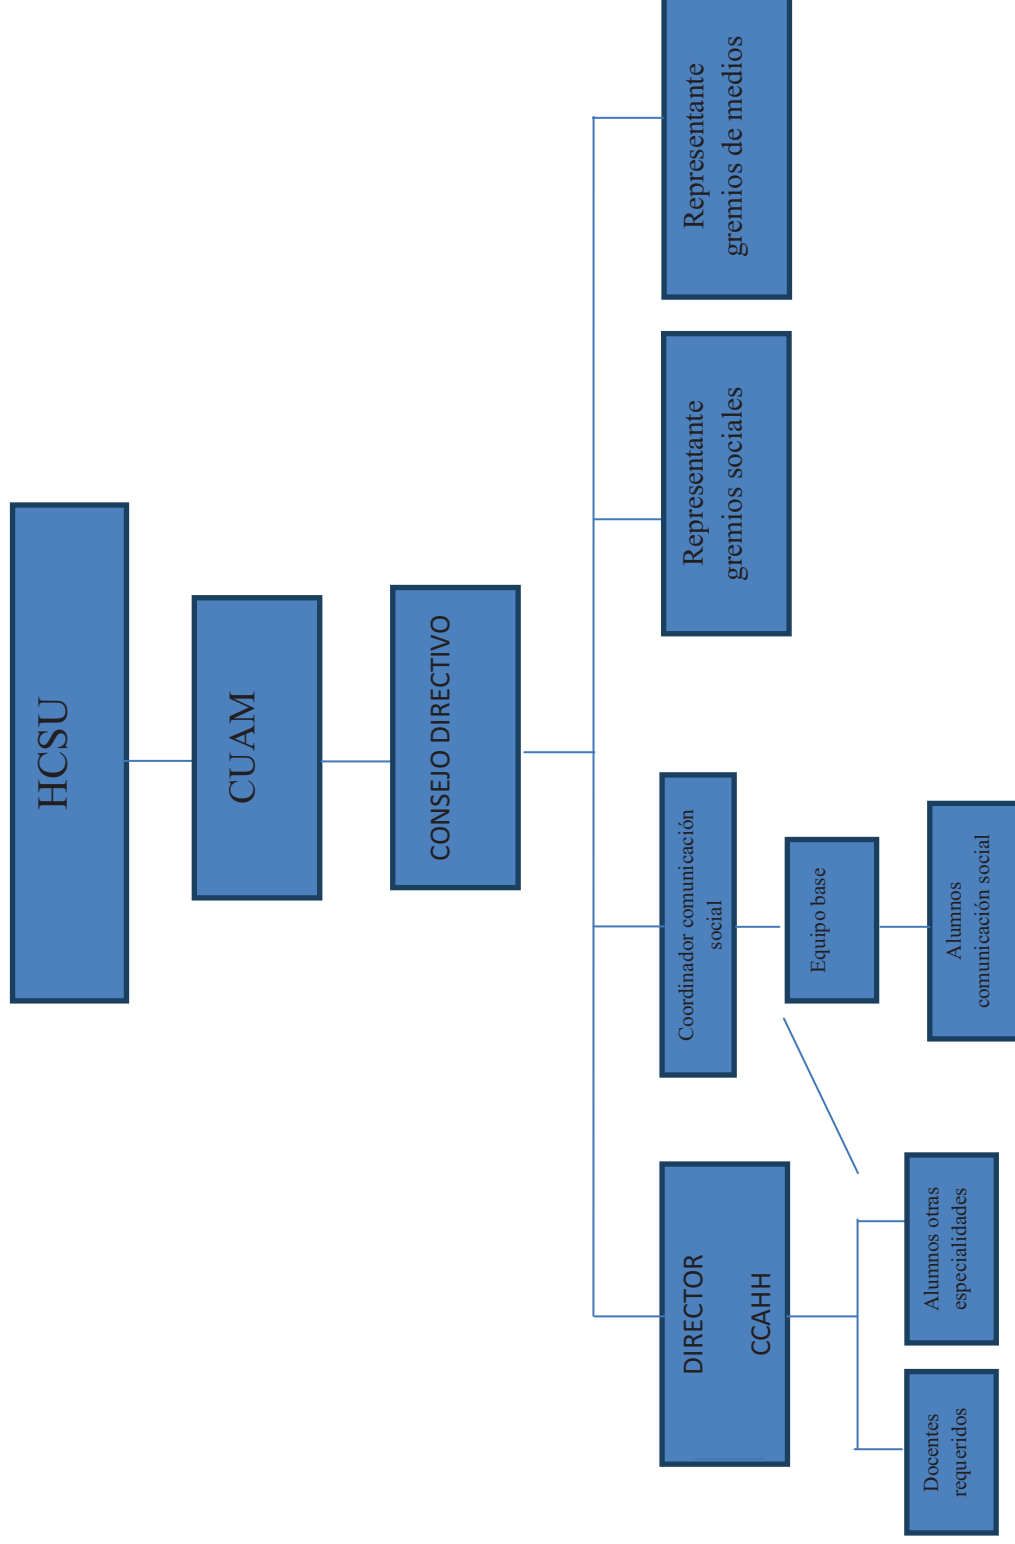 HCSU
CUAM
CONSEJO DIRECTIVO
DIRECTOR
CCAHH
Coordinador comunicación
social
Representante
gremios sociales
Representante
gremios de medios
Equipo base
Docentes
requeridos
Alumnos otras
especialidades
Alumnos
comunicación social